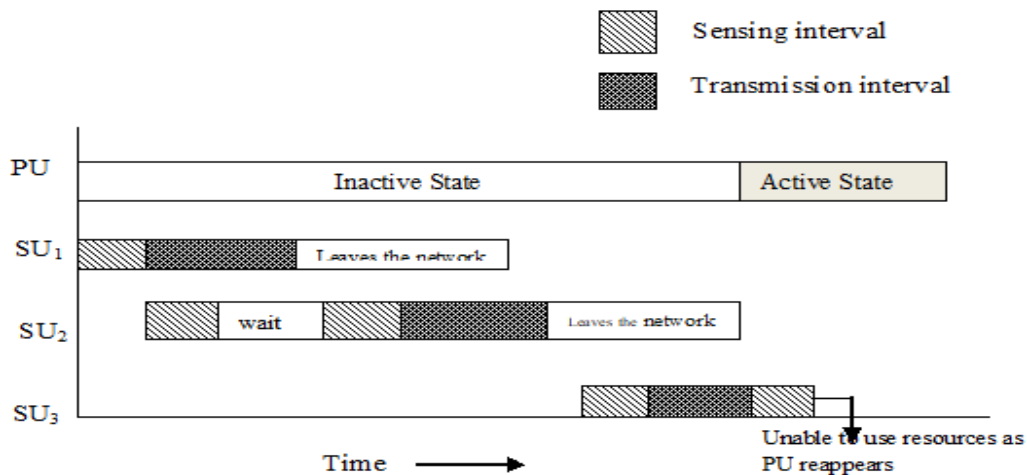 Sensing interval
Transmission interval
PU
Inactive State
Active State
SU1
Leaves the network
SU2
wait
Leaves the network
SU3
Unable to use resources as
PU reappears
Time